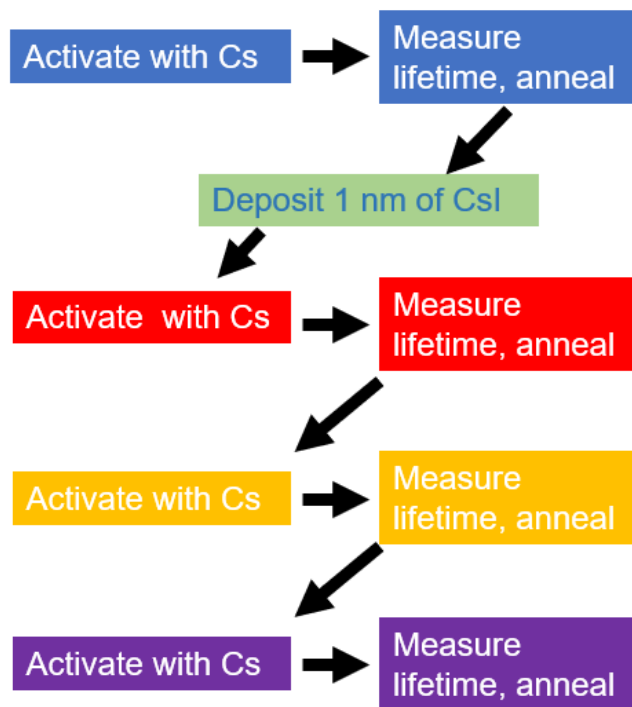 Activate with Cs
Measure
lifetime, anneal
Deposit 1 nm of CsI
Activate  with Cs
Measure
lifetime, anneal
Activate with Cs
Measure
lifetime, anneal
Activate with Cs
Measure
lifetime, anneal